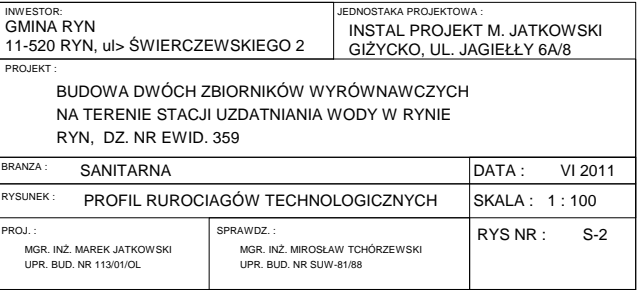 INWESTOR:
GMINA RYN
11-520 RYN, ul> ŚWIERCZEWSKIEGO 2
JEDNOSTAKA PROJEKTOWA :
INSTAL PROJEKT M. JATKOWSKI
GIŻYCKO, UL. JAGIEŁŁY 6A/8
PROJEKT :
BUDOWA DWÓCH ZBIORNIKÓW WYRÓWNAWCZYCH
NA TERENIE STACJI UZDATNIANIA WODY W RYNIE
RYN, DZ. NR EWID. 359
BRANZA : SANITARNA
DATA : VI 2011
RYSUNEK : PROFIL RUROCIAGÓW TECHNOLOGICZNYCH
SKALA : 1 : 100
PROJ. :
MGR. INŻ. MAREK JATKOWSKI
UPR. BUD. NR 113/01/OL
SPRAWDZ. :
MGR. INŻ. MIROSŁAW TCHÓRZEWSKI
UPR. BUD. NR SUW-81/88
RYS NR : S-2